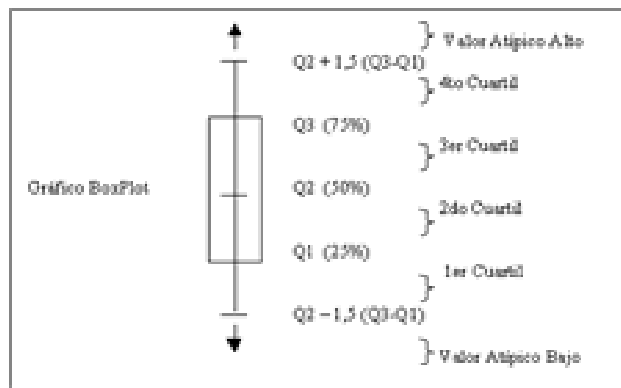 Valor Atípico Alto
Q2 + 1,5 (Q3-Q1)
4to Cuartil
Q3 (75%)
3er Cuartil
Gráfico BoxPlot
Q2 (50%)
2do Cuartil
Q1 (25%)
1er Cuartil
Q2 – 1,5 (Q3-Q1)
Valor Atípico Bajo